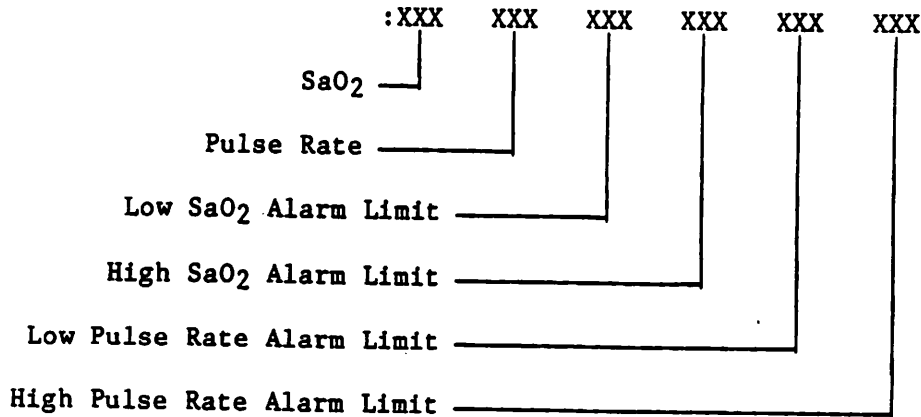 :XXX XXX XXX XXX XXX XXX
SaO2
Pulse Rate
Low SaO2 Alarm Limit
High SaO2 Alarm Limit
Low Pulse Rate Alarm Limit
High Pulse Rate Alarm Limit